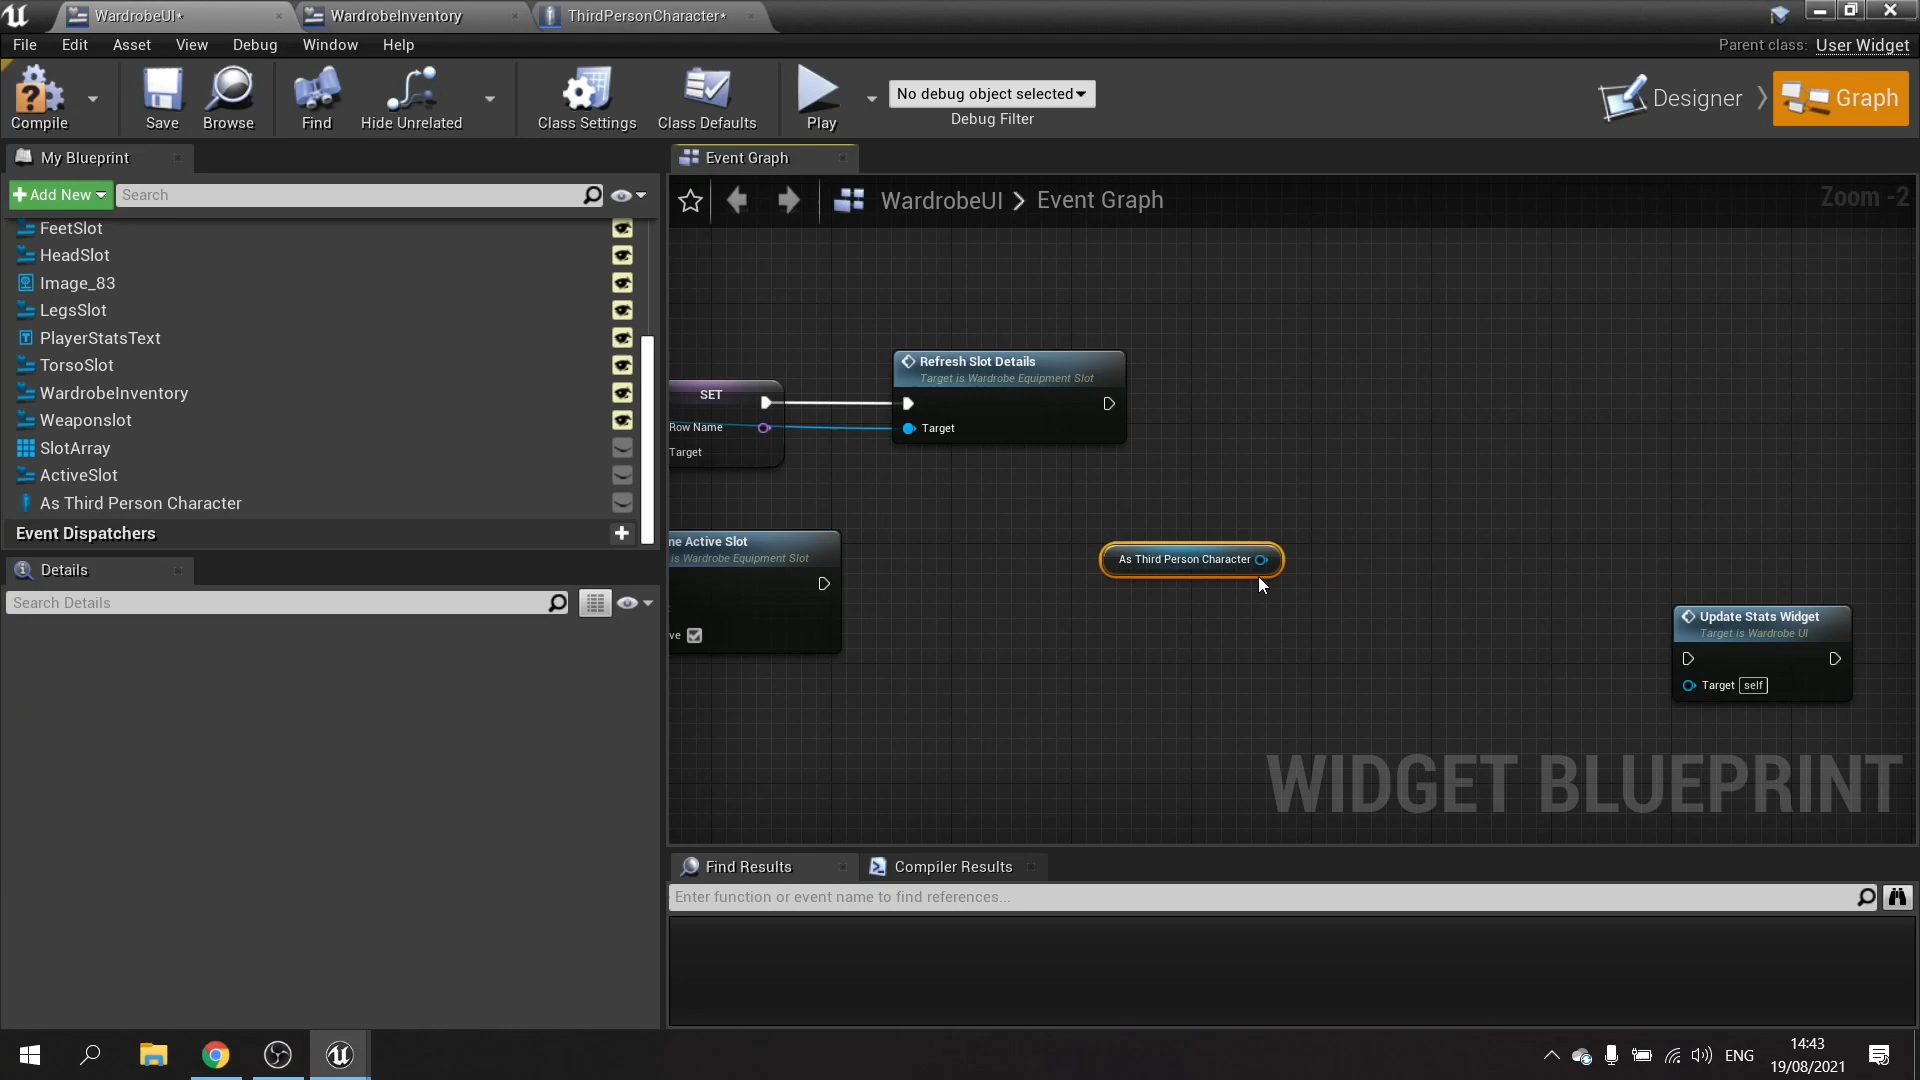 WardrobeUI*
WardrobeInventory
ThirdPersonCharacter*
File Edit Asset View Debug Window Help
Parent class: User Widget
Compile
Save
Browse
Find
Hide Unrelated
Class Settings
Class Defaults
Play
No debug object selected
Debug Filter
Designer
Graph
My Blueprint
+Add New
Search
FeetSlot
HeadSlot
Image_83
LegsSlot
PlayerStatsText
TorsoSlot
WardrobeInventory
Weaponslot
SlotArray
ActiveSlot
As Third Person Character
Event Dispatchers
Details
Search Details
Event Graph
WardrobeUI > Event Graph
Zoom -2
SET
Row Name
Target
Refresh Slot Details
Target is Wardrobe Equipment Slot
Target
ne Active Slot
is Wardrobe Equipment Slot
ve
As Third Person Character
Update Stats Widget
Target is Wardrobe UI
Target self
WIDGET BLUEPRINT
Find Results
Compiler Results
Enter function or event name to find references...
ENG
14:43
19/08/2021